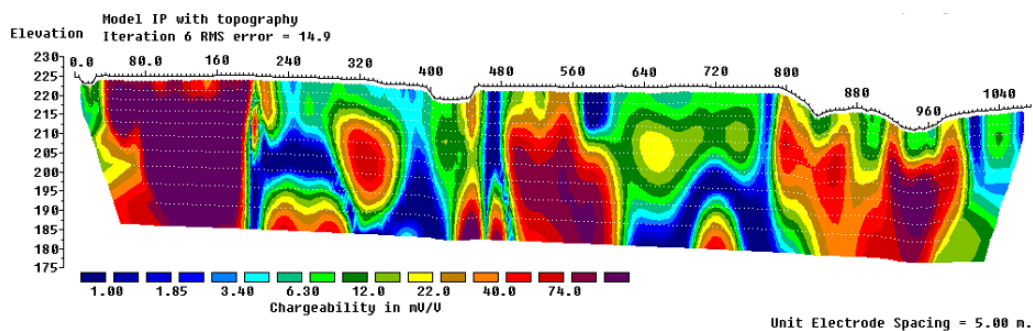 Model IP with topography
Elevation Iteration 6 RMS error = 14.9
230
225
220
215
210
205
200
195
190
185
180
175
0.0 80.0 160 240 320 400 480 560 640 720 800 880 960 1040
1.00 1.85 3.40 6.30 12.0 22.0 40.0 74.0
Chargeability in mV/V
Unit Electrode Spacing = 5.00 m.